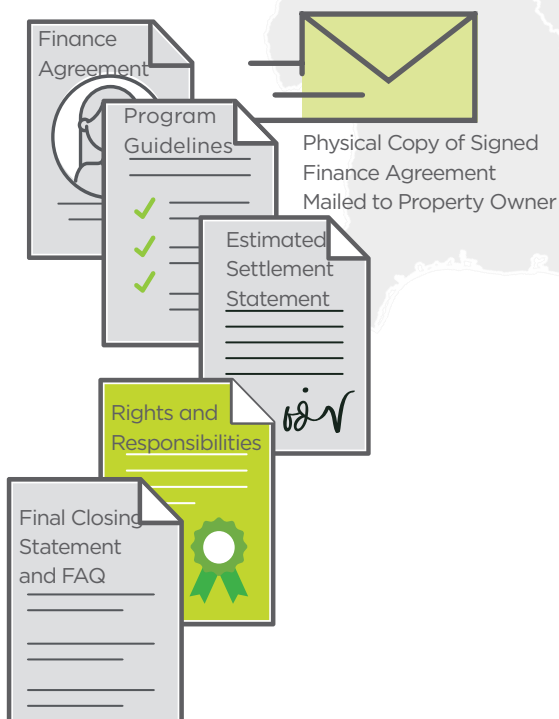 Finance
Agreement
Program
Guidelines
Physical Copy of Signed
Finance Agreement
Mailed to Property Owner
Estimated
Settlement
Statement
Rights and
Responsibilities
Final Closing
Statement
and FAQ